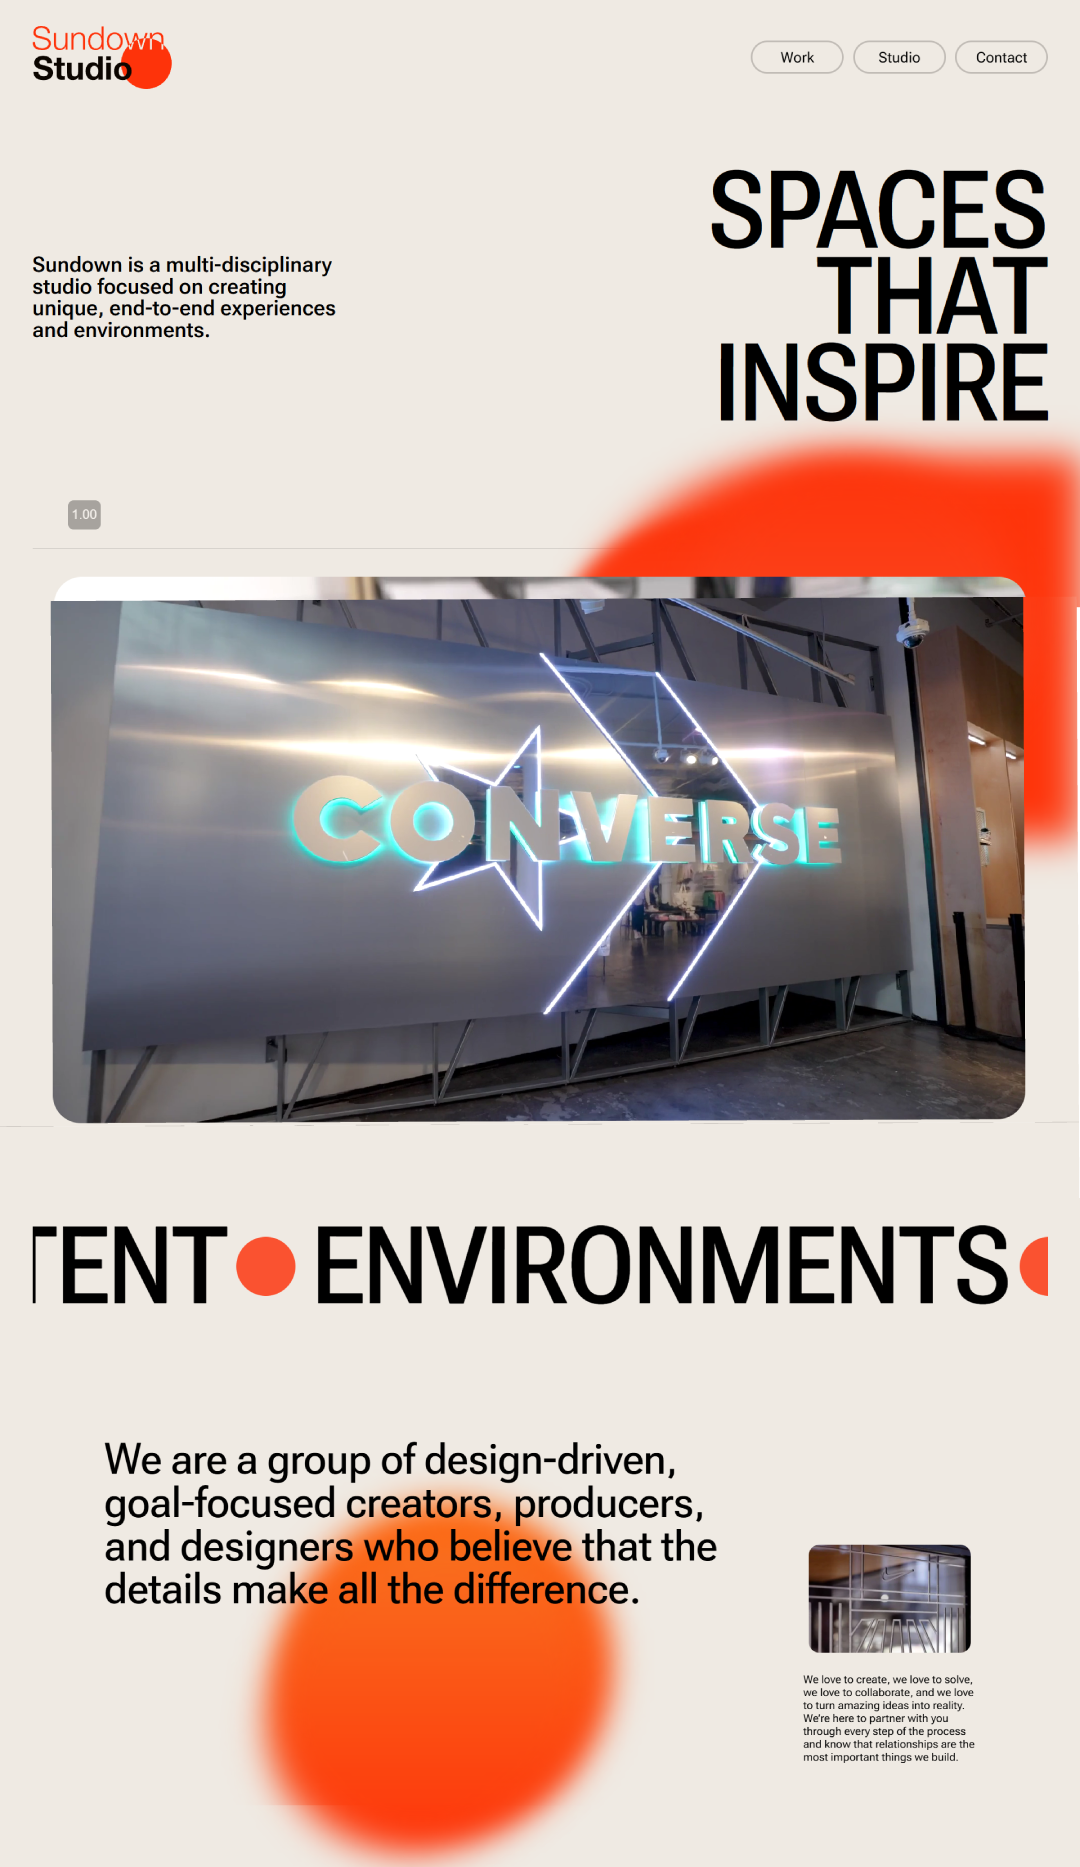 Sundown
Studio
Work
Studio
Contact
SPACES
THAT
INSPIRE
Sundown is a multi-disciplinary
studio focused on creating
unique, end-to-end experiences
and environments.
1.00
CONVERSE
TENT ENVIRONMENTS
We are a group of design-driven,
goal-focused creators, producers,
and designers who believe that the
details make all the difference.
We love to create, we love to solve,
we love to collaborate, and we love
to turn amazing ideas into reality.
We're here to partner with you
through every step of the process
and know that relationships are the
most important things we build.